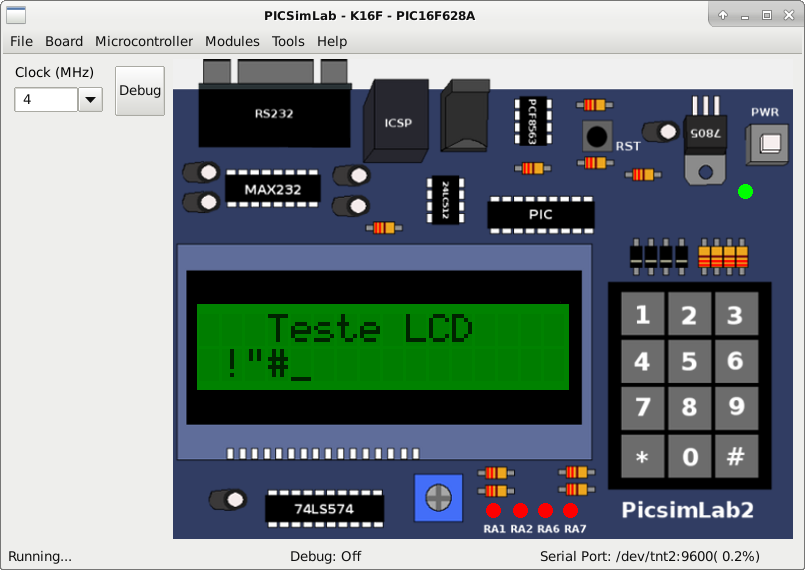 PICSimLab - K16F - PIC16F628A
File Board Microcontroller Modules Tools Help
Clock (MHz)
4
Debug
RS232
ICSP
PCF8563
RST
7805
PWR
MAX232
24LC512
PIC
Teste LCD
!"#_
1 2 3
4 5 6
7 8 9
* 0 #
74LS574
RA1 RA2 RA6 RA7
PicsimLab2
Running...
Debug: Off
Serial Port: /dev/tnt2:9600( 0.2%)